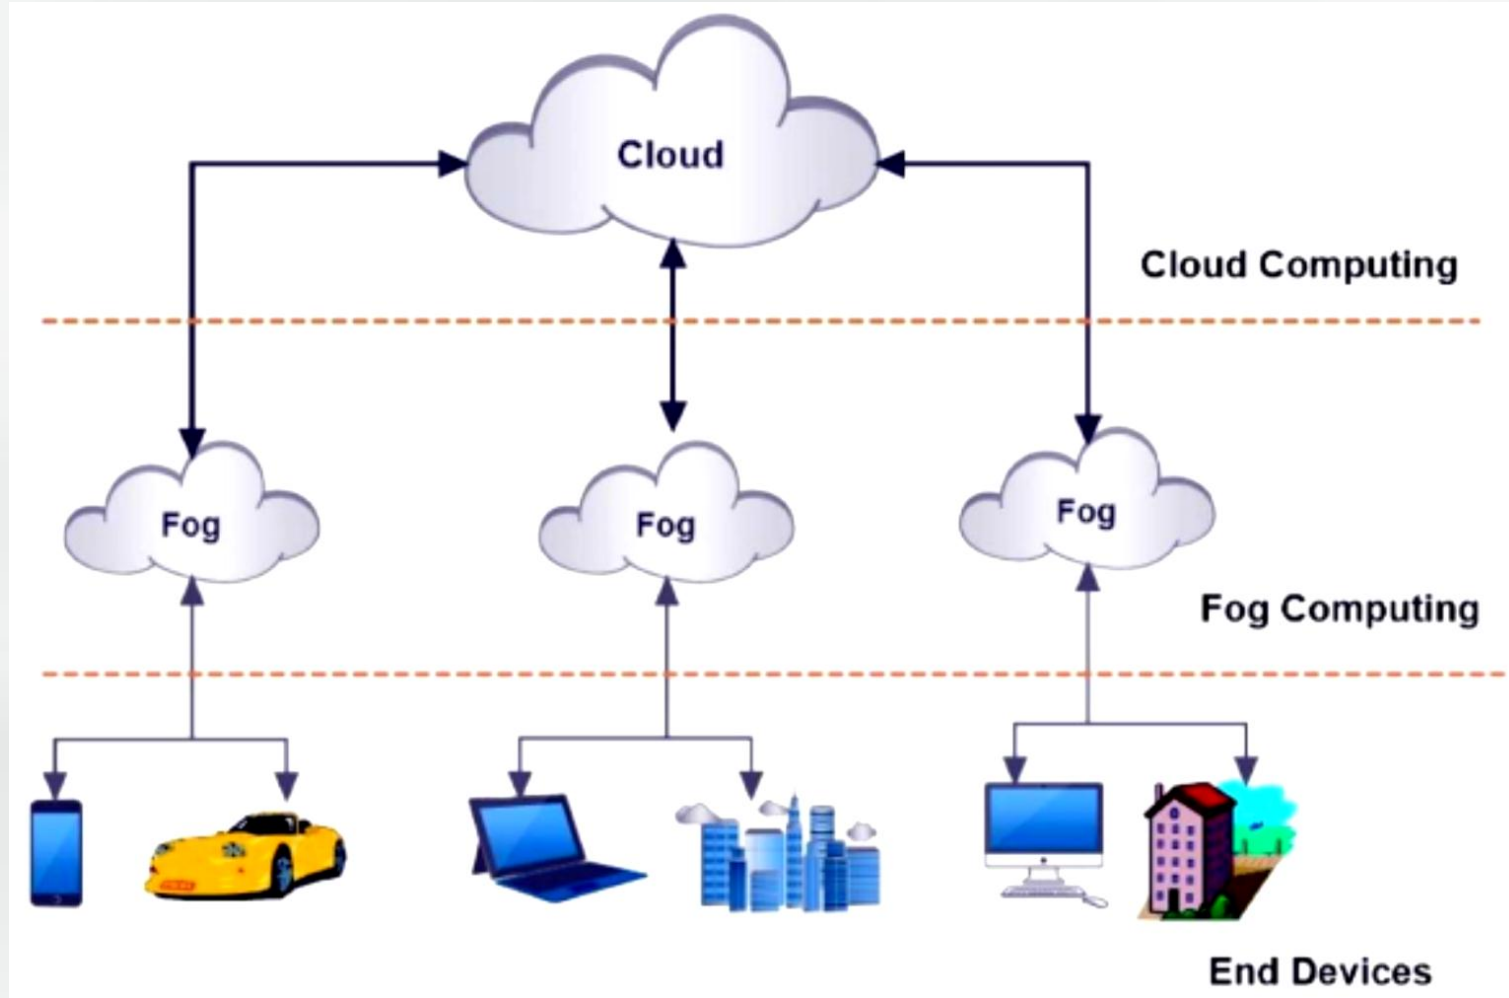 Cloud
Cloud Computing
Fog
Fog
Fog
Fog Computing
End Devices